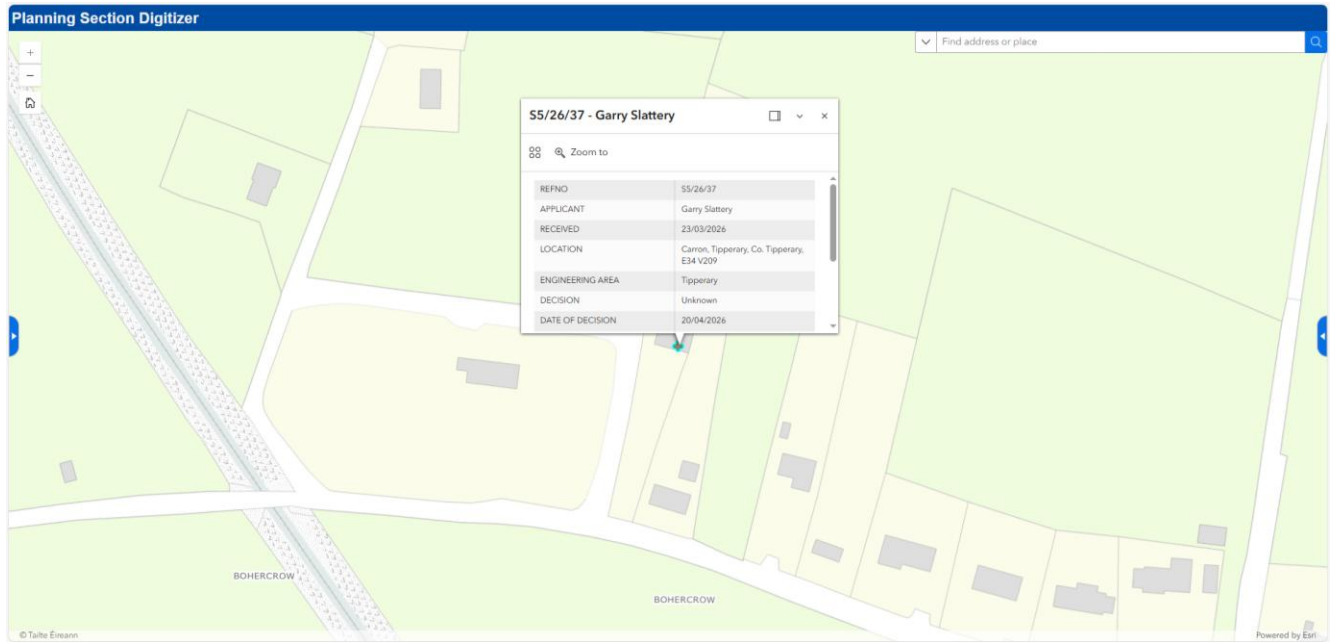 Planning Section Digitizer
Find address or place
S5/26/37 - Garry Slattery
Zoom to
REFNO S5/26/37
APPLICANT Garry Slattery
RECEIVED 23/03/2026
LOCATION Carron, Tipperary, Co. Tipperary,
E34 V209
ENGINEERING AREA Tipperary
DECISION Unknown
DATE OF DECISION 20/04/2026
BOHERCROW
BOHERCROW
© Tailte Éireann
Powered by Esri